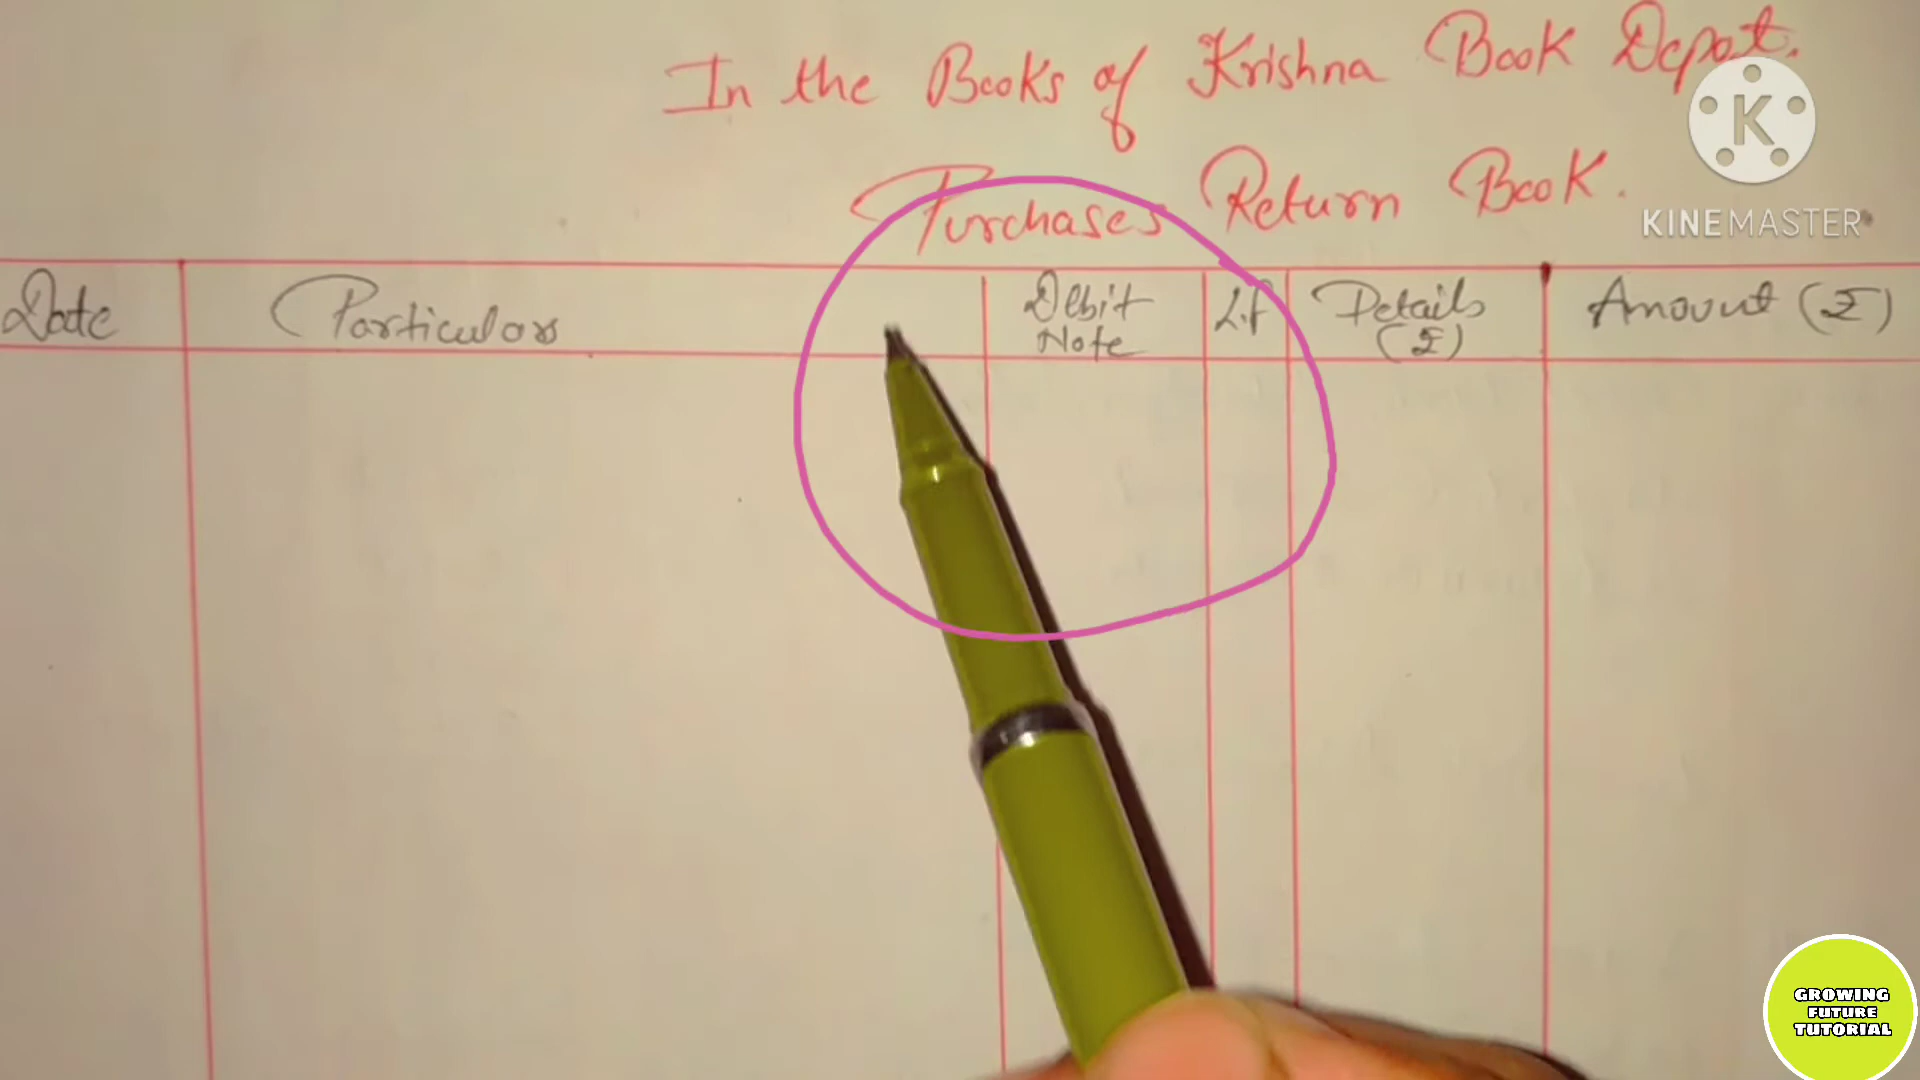 In the Books of Krishna Book Depot.
Purchases Return Book.
Date Particulars Debit Note L.f Details (₹) Amount (₹)
K
KINEMASTER
GROWING
FUTURE
TUTORIAL